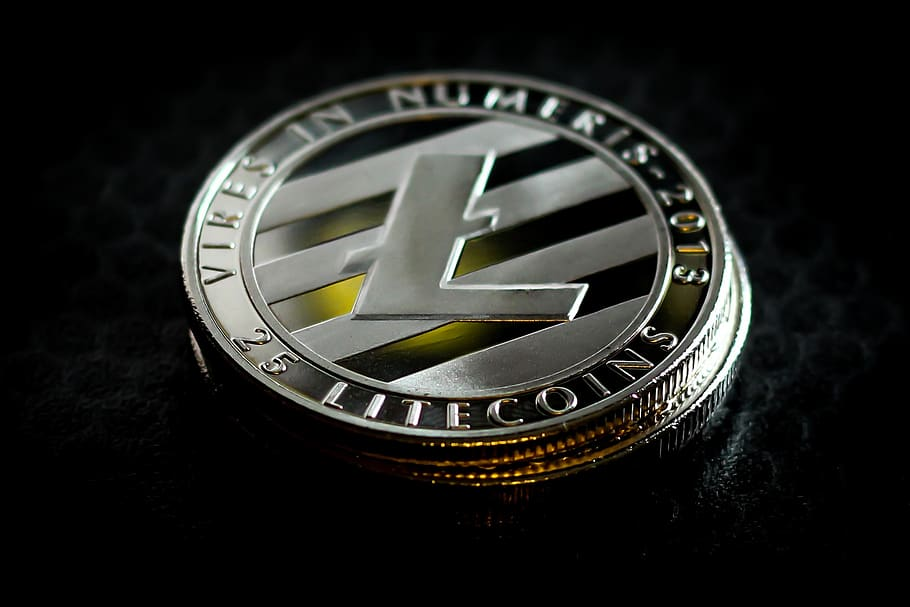 VIRES IN NUMERIS-2013
25 LITECOINS
Ł